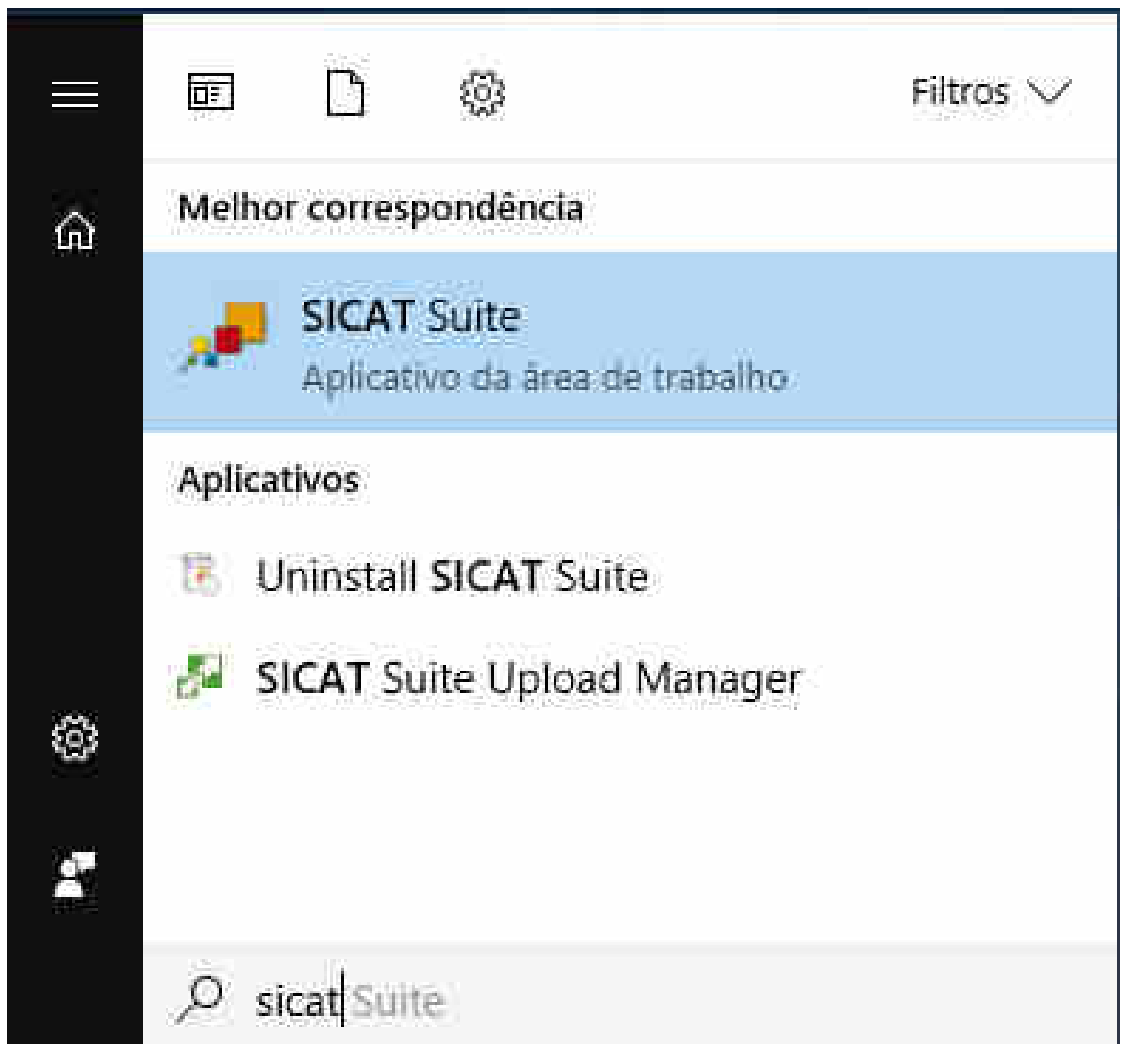 Filtros
Melhor correspondência
SICAT Suite
Aplicativo da área de trabalho
Aplicativos
Uninstall SICAT Suite
SICAT Suite Upload Manager
sicat Suite